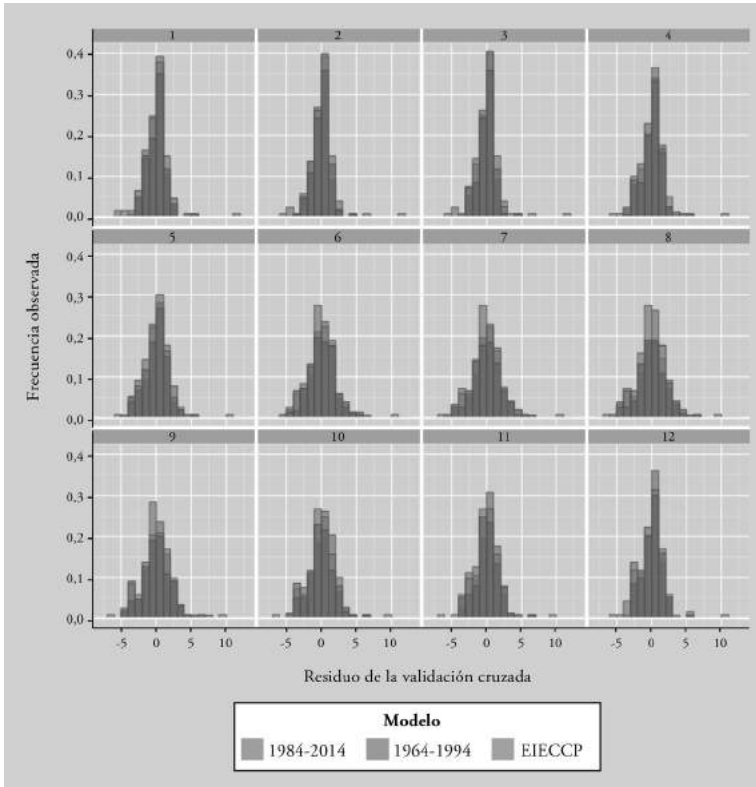 1 2 3 4
0,4
0,3
0,2
0,1
0,0
5 6 7 8
0,4
0,3
0,2
0,1
0,0
9 10 11 12
0,4
0,3
0,2
0,1
0,0
Frecuencia observada
-5 0 5 10 -5 0 5 10 -5 0 5 10 -5 0 5 10
Residuo de la validación cruzada
Modelo
1984-2014 1964-1994 EIECCP